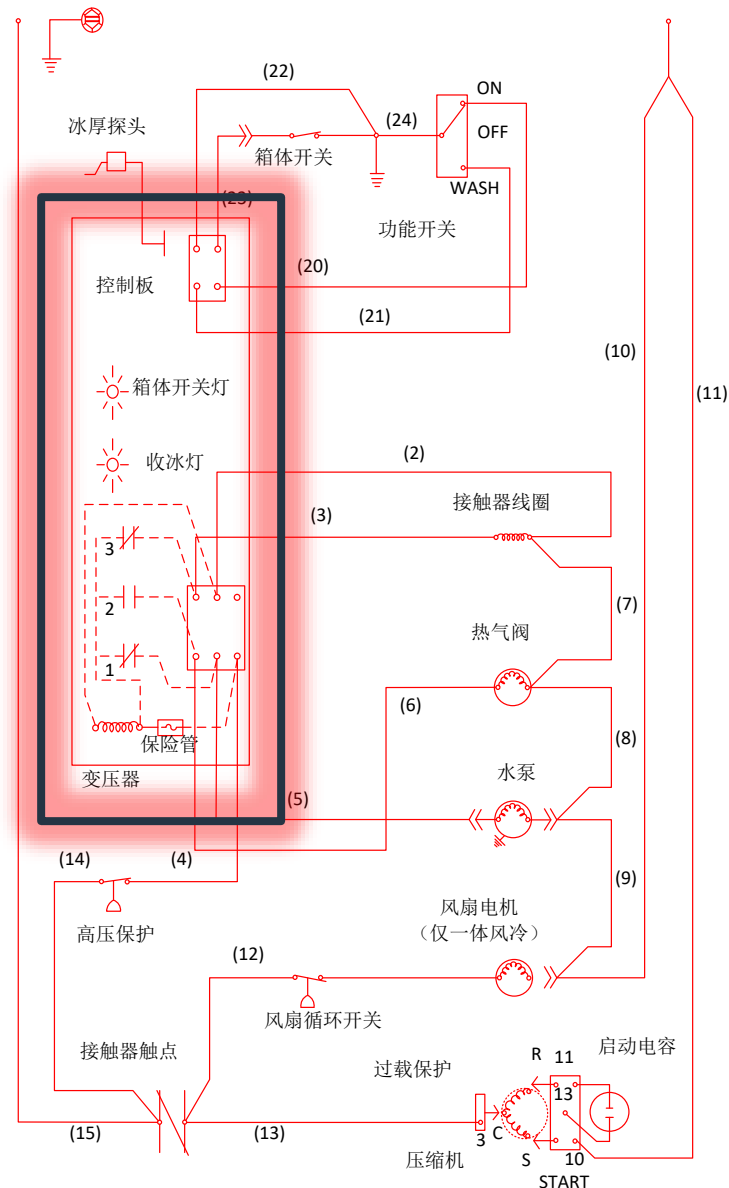 (22)
ON
冰厚探头
(24)
OFF
箱体开关
WASH
(23)
功能开关
(20)
控制板
(21)
(10)
(11)
箱体开关灯
收冰灯
(2)
接触器线圈
(3)
3
2
(7)
热气阀
1
(6)
保险管
(8)
变压器
水泵
(5)
(14)
(4)
(9)
高压保护
风扇电机
（仅一体风冷）
(12)
风扇循环开关
接触器触点
过载保护
R
11
启动电容
13
(15)
(13)
3
C
压缩机
S
10
START